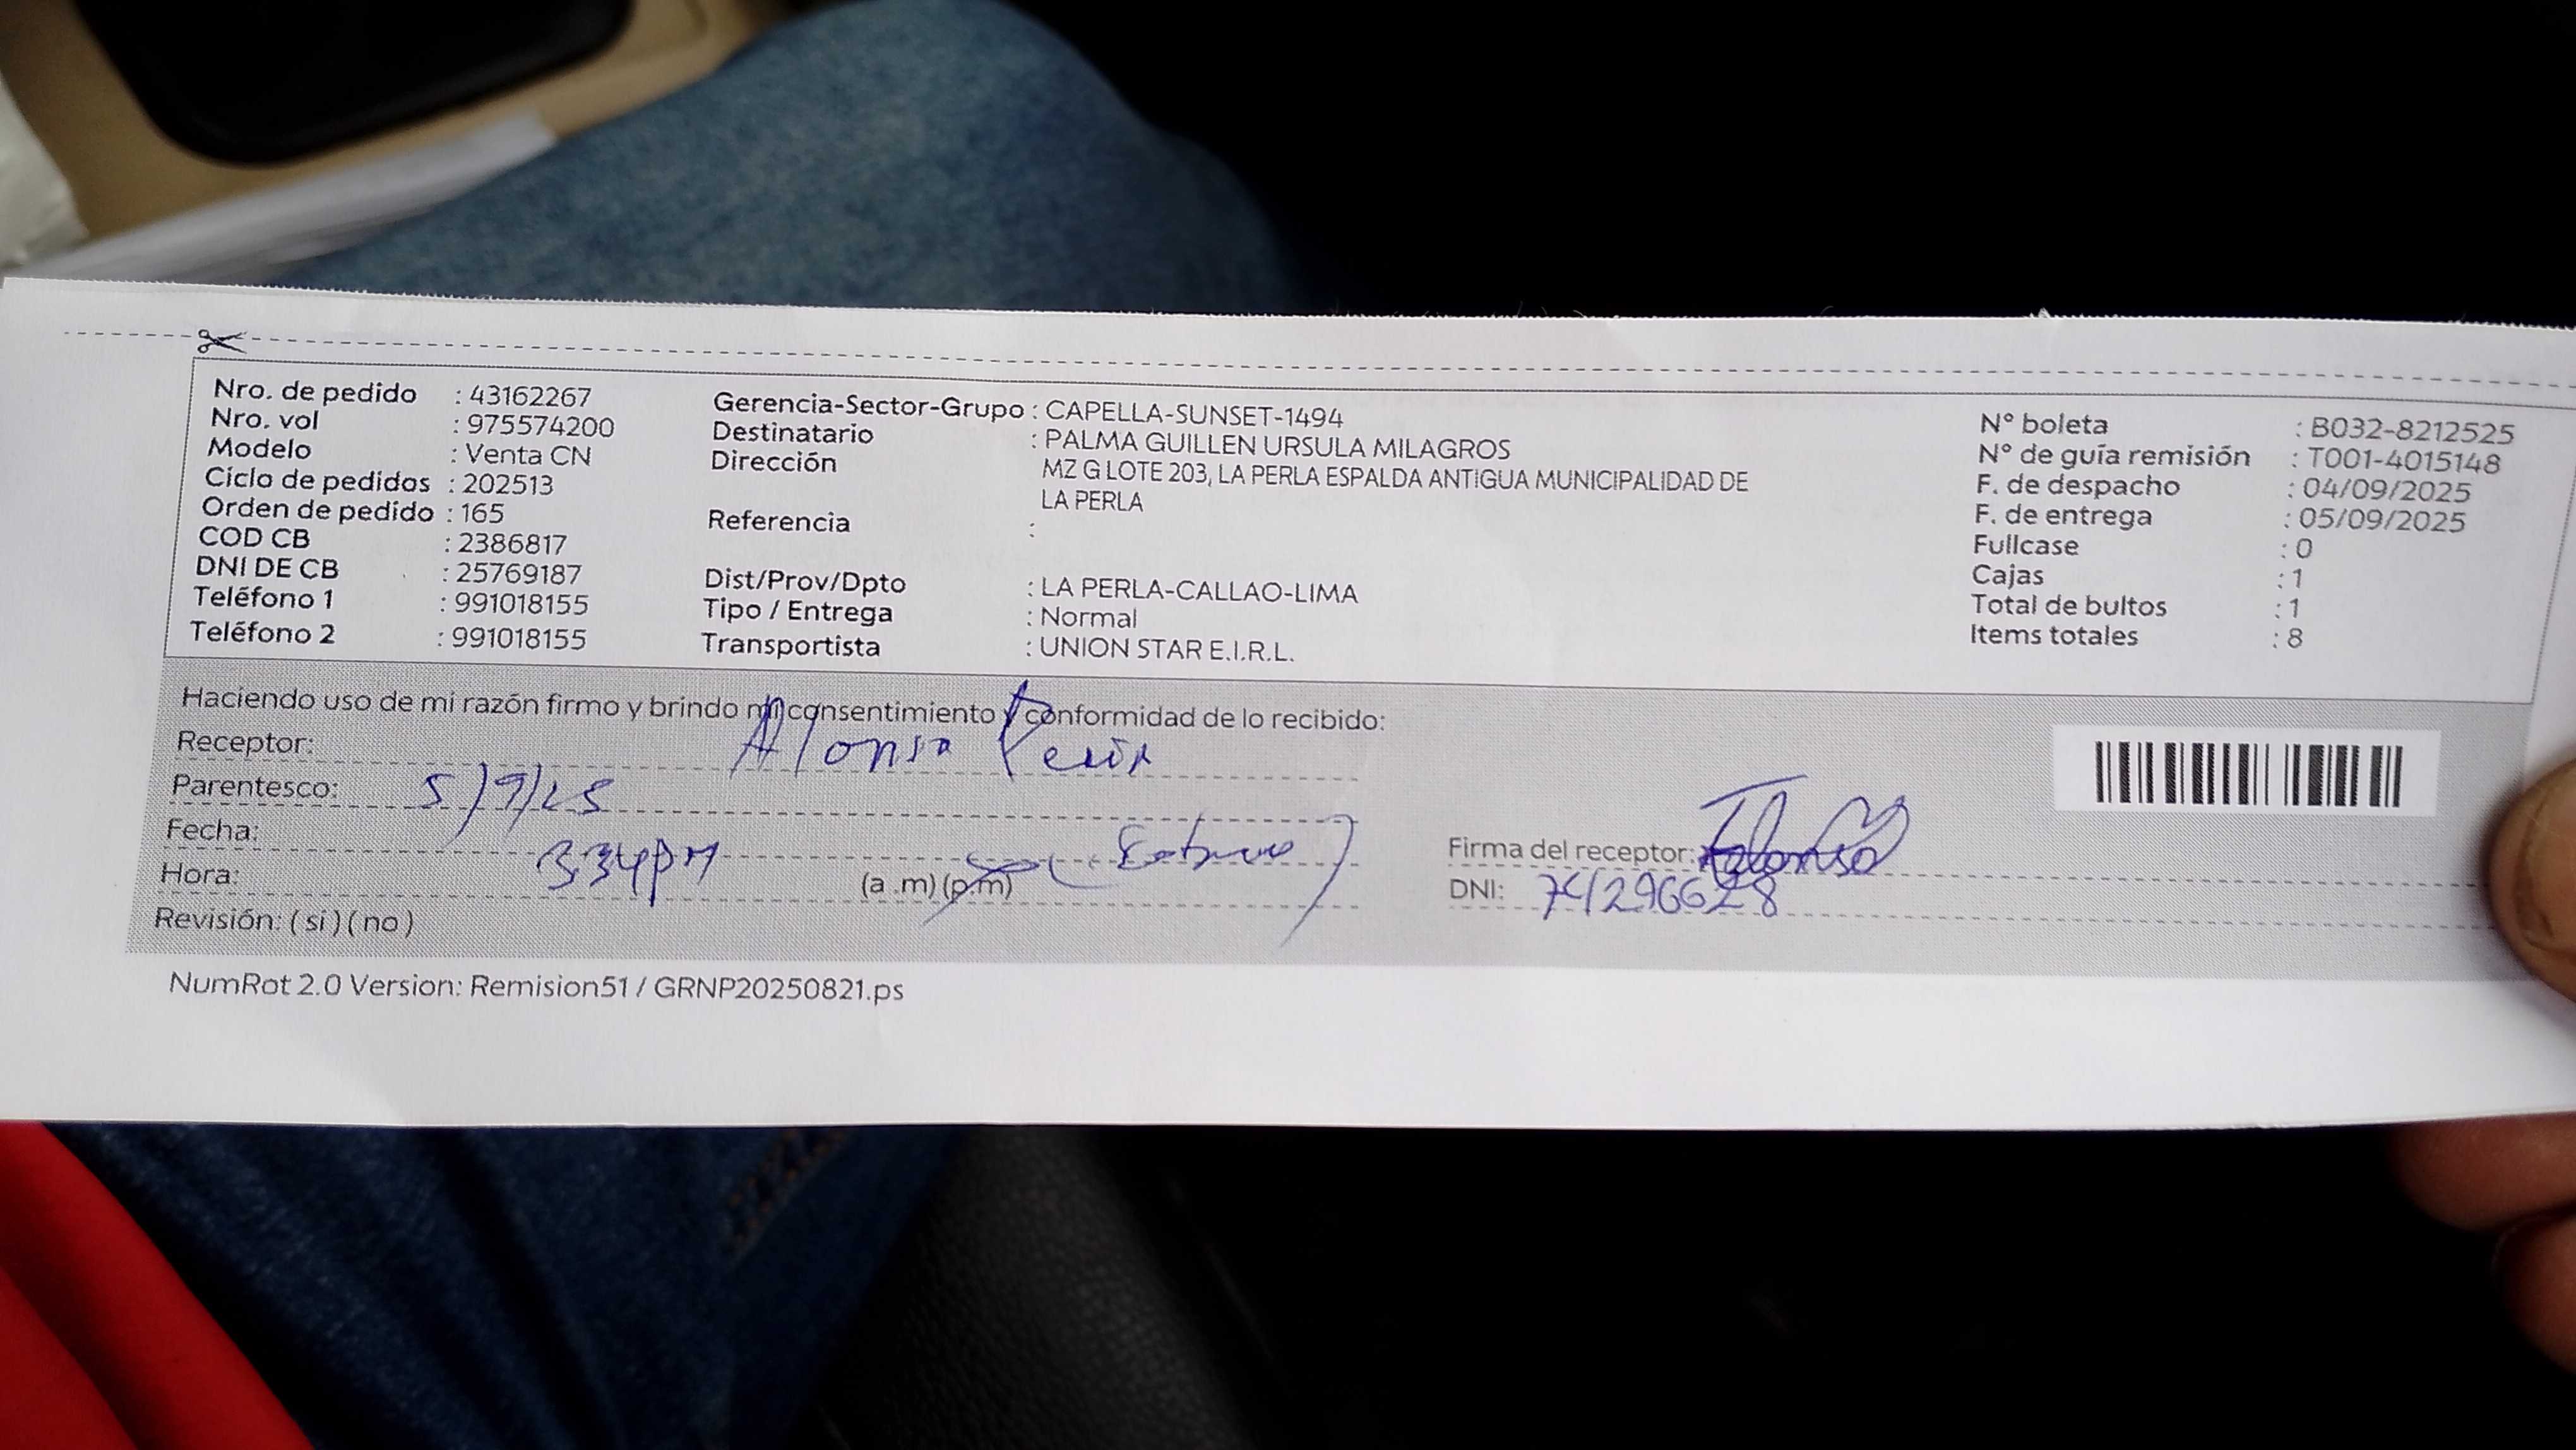 Nro. de pedido : 43162267
Nro. vol : 975574200
Modelo : Venta CN
Ciclo de pedidos : 202513
Orden de pedido : 165
COD CB : 2386817
DNI DE CB : 25769187
Teléfono 1 : 991018155
Teléfono 2 : 991018155
Gerencia-Sector-Grupo : CAPELLA-SUNSET-1494
Destinatario : PALMA GUILLEN URSULA MILAGROS
Dirección MZ G LOTE 203, LA PERLA ESPALDA ANTIGUA MUNICIPALIDAD DE
LA PERLA
Referencia :
Dist/Prov/Dpto : LA PERLA-CALLAO-LIMA
Tipo / Entrega : Normal
Transportista : UNION STAR E.I.R.L.
N° boleta : B032-8212525
N° de guía remisión : T001-4015148
F. de despacho : 04/09/2025
F. de entrega : 05/09/2025
Fullcase : 0
Cajas : 1
Total de bultos : 1
Items totales : 8
Haciendo uso de mi razón firmo y brindo mi consentimiento y conformidad de lo recibido:
Receptor: Alonso
Parentesco: 5/9/25
Fecha:
Hora: 334pm (a .m) (p.m)
Revisión: ( si ) ( no )
Firma del receptor:
DNI: 74296628
NumRot 2.0 Version: Remision51 / GRNP20250821.ps